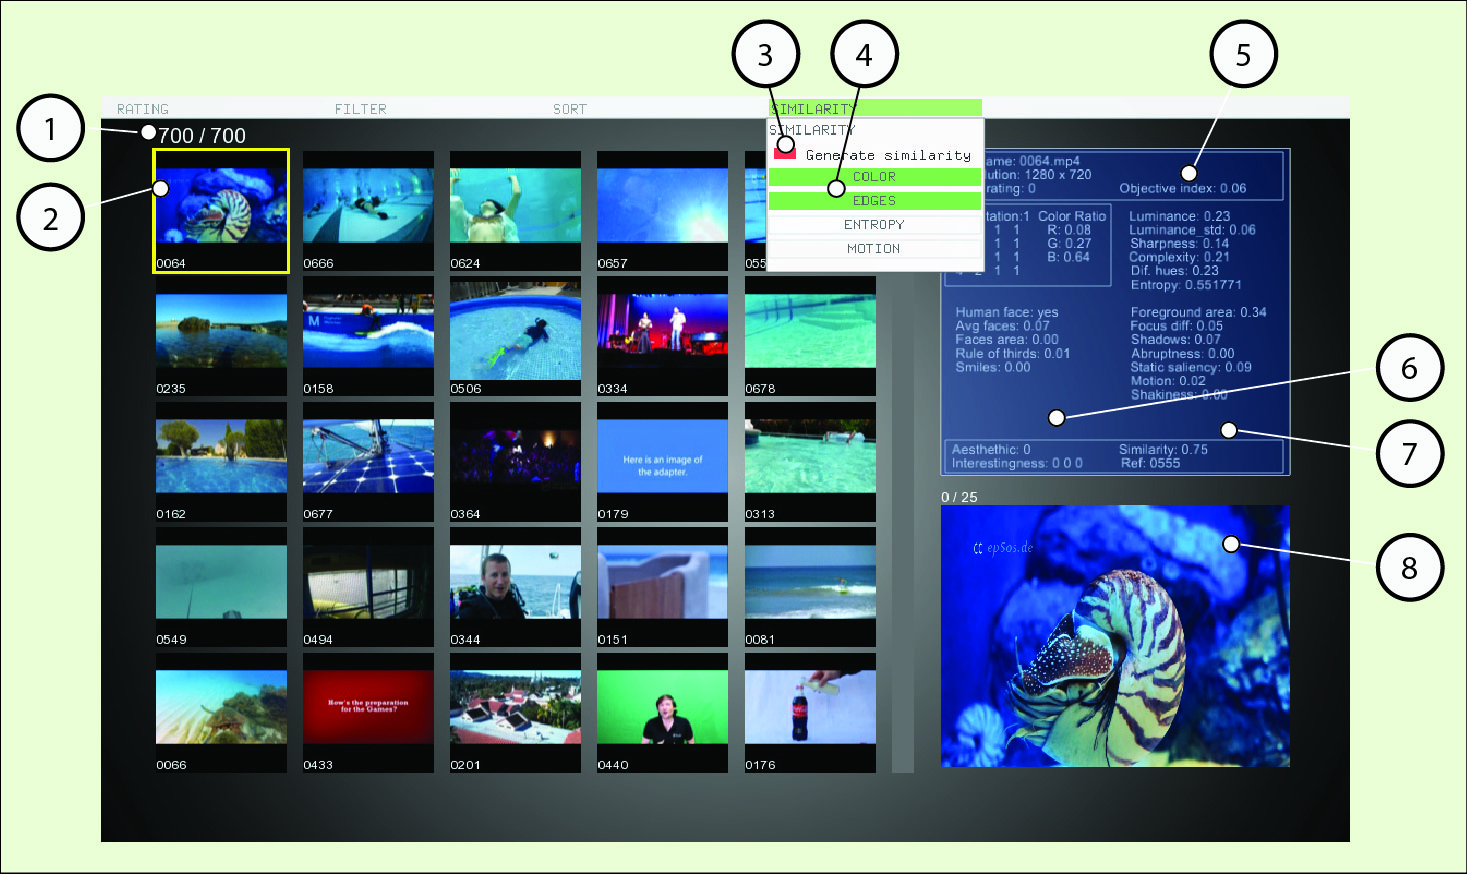 3
4
5
1
2
6
7
8
RATING
FILTER
SORT
SIMILARITY
700 / 700
SIMILARITY
Generate similarity
COLOR
EDGES
ENTROPY
MOTION
0064
0666
0624
0657
055
0235
0158
0506
0334
0678
M
0162
0677
0364
0179
0313
Here is an image of
the adapter.
0549
0494
0344
0151
0081
0066
0433
0201
0440
0176
How's the preparation
for the Games?
ame: 0064.mp4
lution: 1280 x 720
rating: 0
Objective index: 0.06
tation:1 Color Ratio
1 1 R: 0.08
1 1 G: 0.27
1 1 B: 0.64
1 1
Luminance: 0.23
Luminance_std: 0.06
Sharpness: 0.14
Complexity: 0.21
Dif. hues: 0.23
Entropy: 0.551771
Human face: yes
Avg faces: 0.07
Faces area: 0.00
Rule of thirds: 0.01
Smiles: 0.00
Foreground area: 0.34
Focus diff: 0.05
Shadows: 0.07
Abruptness: 0.00
Static saliency: 0.09
Motion: 0.02
Shakiness: 0.00
Aesthethic: 0
Interestingness: 0 0 0
Similarity: 0.75
Ref: 0555
0 / 25
cc epSos.de